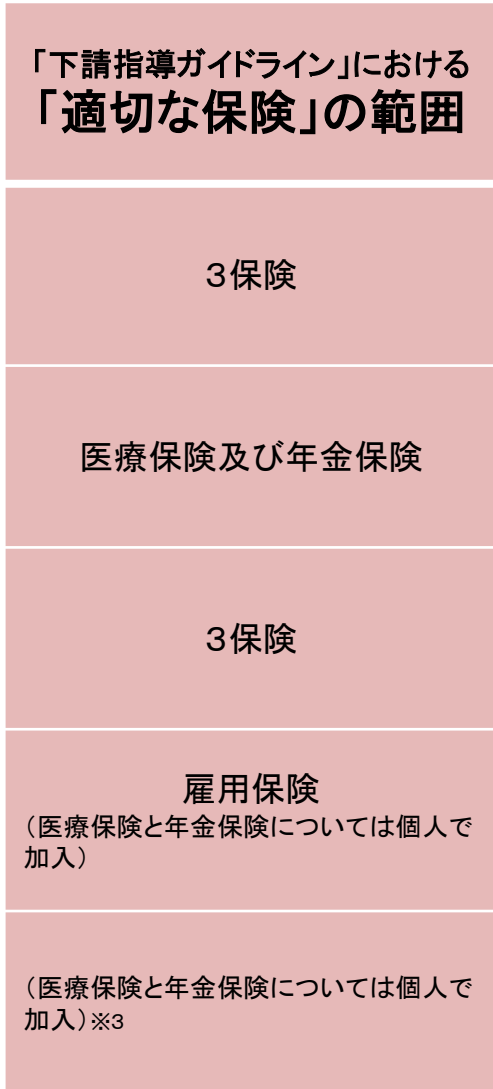 「下請指導ガイドライン」における
「適切な保険」の範囲
３保険
医療保険及び年金保険
３保険
雇用保険
（医療保険と年金保険については個人で
加入）
（医療保険と年金保険については個人で
加入）※3